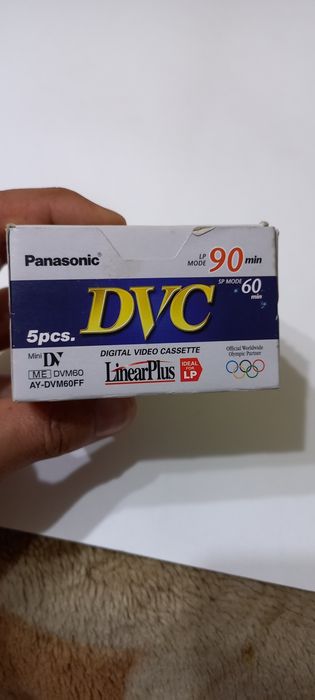 Panasonic®
LP MODE 90 min
SP MODE 60 min
DVC
5pcs.
Mini DV
DIGITAL VIDEO CASSETTE
Official Worldwide
Olympic Partner
ME DVM60
LinearPlus
IDEAL FOR LP
AY-DVM60FF